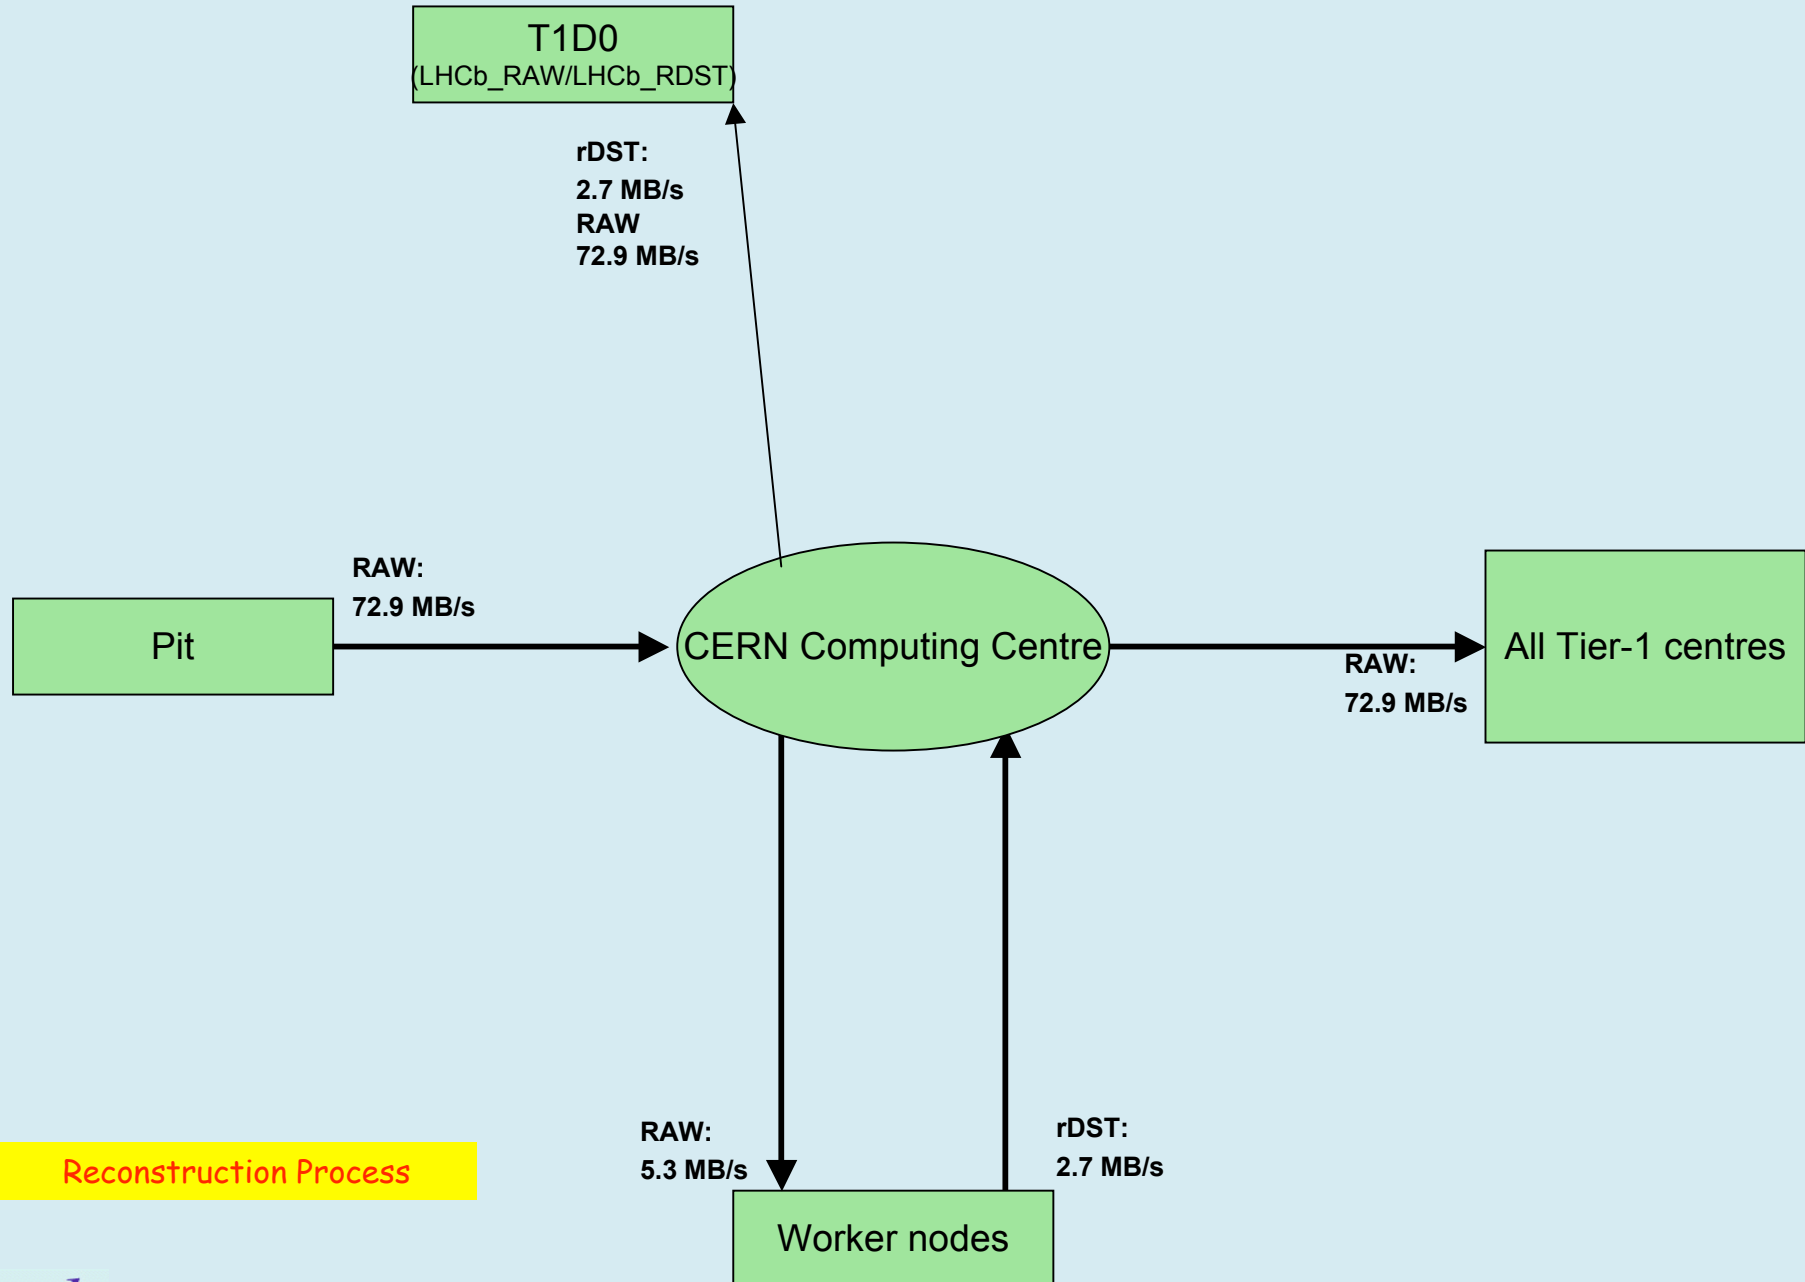 T1D0
(LHCb_RAW/LHCb_RDST)
rDST:
2.7 MB/s
RAW
72.9 MB/s
RAW:
72.9 MB/s
Pit
CERN Computing Centre
All Tier-1 centres
RAW:
72.9 MB/s
RAW:
5.3 MB/s
rDST:
2.7 MB/s
Reconstruction Process
Worker nodes